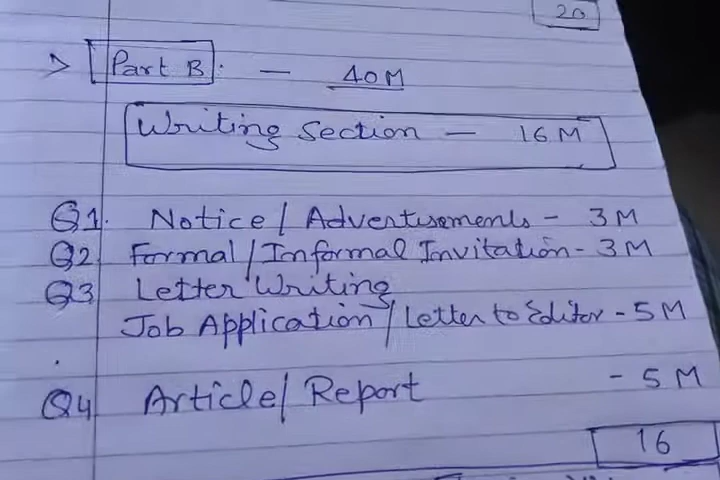 20
> Part B. - 40M
Writing Section - 16M
Q1. Notice / Advertisements - 3M
Q2 Formal / Informal Invitation - 3M
Q3 Letter Writing
Job Application / Letter to Editor - 5M
Q4 Article / Report - 5M
16